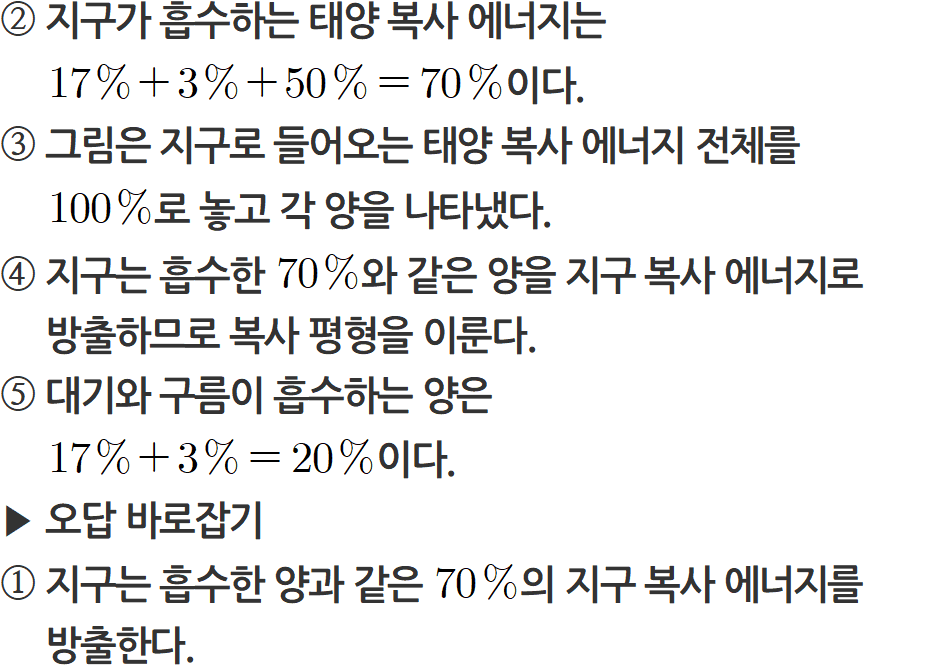 ② 지구가 흡수하는 태양 복사 에너지는
17%+3%+50%=70%이다.
③ 그림은 지구로 들어오는 태양 복사 에너지 전체를
100%로 놓고 각 양을 나타냈다.
④ 지구는 흡수한 70%와 같은 양을 지구 복사 에너지로
방출하므로 복사 평형을 이룬다.
⑤ 대기와 구름이 흡수하는 양은
17%+3%=20%이다.
▶ 오답 바로잡기
① 지구는 흡수한 양과 같은 70%의 지구 복사 에너지를
방출한다.